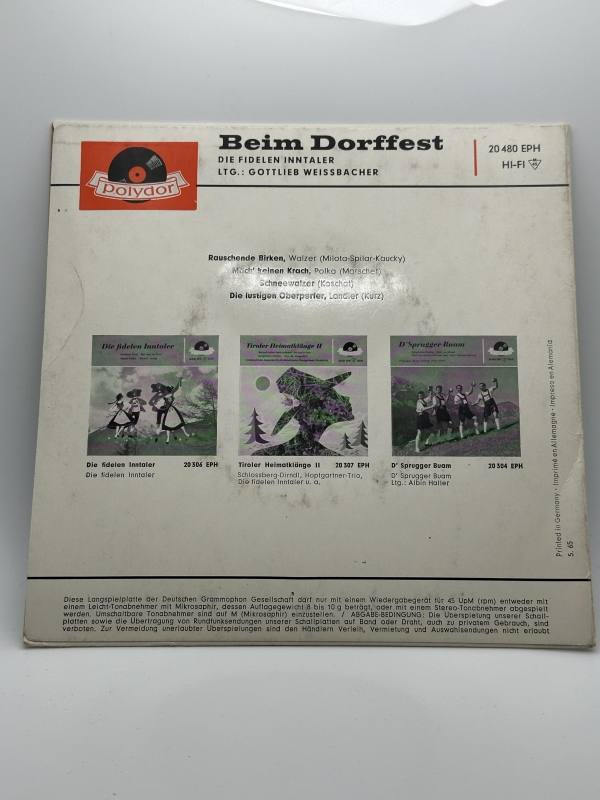 polydor
Beim Dorffest
DIE FIDELEN INNTALER
LTG.: GOTTLIEB WEISSBACHER
20 480 EPH
HI-FI
Rauschende Birken, Walzer (Milota-Spilar-Kaucky)
Mach' keinen Krach, Polka (Marschet)
Schneewalzer (Koschat)
Die lustigen Oberperfer, Ländler (Kurz)
Die fidelen Inntaler
Tiroler Heimatklänge II
D' Sprugger Buam
Die fidelen Inntaler 20 306 EPH
Die fidelen Inntaler
Tiroler Heimatklänge II 20 307 EPH
Schlossberg-Dirndl, Hopfgartner-Trio,
Die fidelen Inntaler u. a.
D' Sprugger Buam 20 304 EPH
D' Sprugger Buam
Ltg.: Albin Haller
Printed in Germany · Imprimé en Allemagne · Impreso en Alemania
5. 65
Diese Langspielplatte der Deutschen Grammophon Gesellschaft darf nur mit einem Wiedergabegerät für 45 UpM (rpm) entweder mit
einem Leicht-Tonabnehmer mit Mikrosaphir, dessen Auflagegewicht 8 bis 10 g beträgt, oder mit einem Stereo-Tonabnehmer abgespielt
werden. Umschaltbare Tonabnehmer sind auf M (Mikrosaphir) einzustellen. / ABGABE-BEDINGUNG: Die Überspielung unserer Schall-
platten sowie die Übertragung von Rundfunksendungen unserer Schallplatten auf Band oder Draht, auch zu privatem Gebrauch, sind
verboten. Zur Vermeidung unerlaubter Überspielungen sind den Händlern Verleih, Vermietung und Auswahlsendungen nicht erlaubt